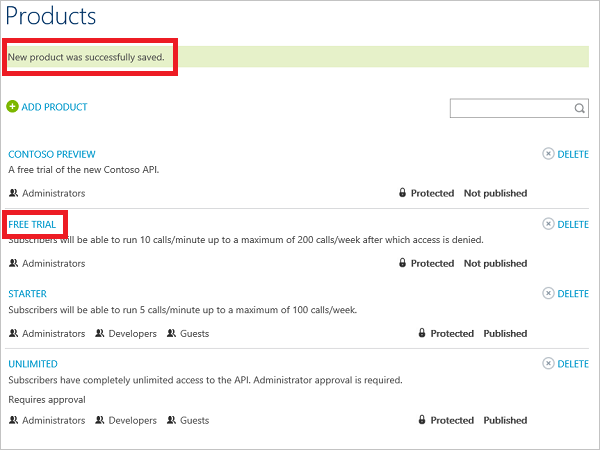 Products
New product was successfully saved.
ADD PRODUCT
CONTOSO PREVIEW DELETE
A free trial of the new Contoso API.
Administrators Protected Not published
FREE TRIAL DELETE
Subscribers will be able to run 10 calls/minute up to a maximum of 200 calls/week after which access is denied.
Administrators Protected Not published
STARTER DELETE
Subscribers will be able to run 5 calls/minute up to a maximum of 100 calls/week.
Administrators Developers Guests Protected Published
UNLIMITED DELETE
Subscribers have completely unlimited access to the API. Administrator approval is required.
Requires approval
Administrators Developers Guests Protected Published